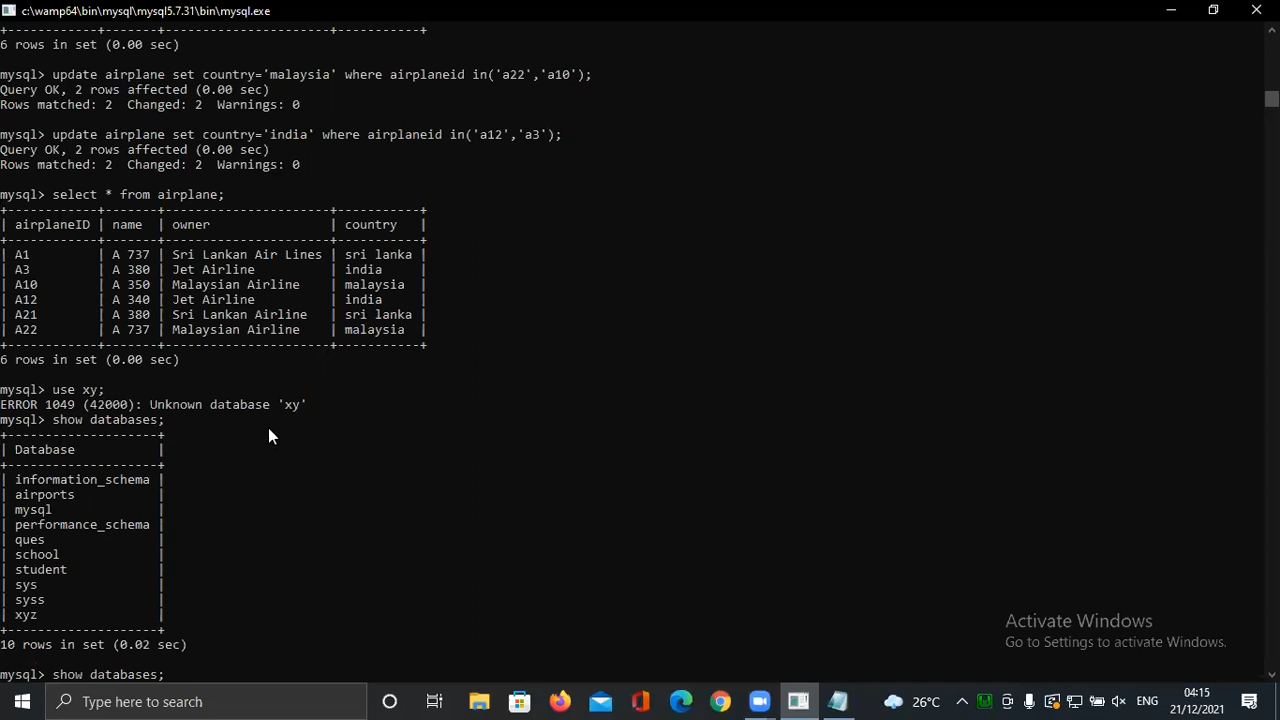 c:\wamp64\bin\mysql\mysql5.7.31\bin\mysql.exe
+-----------+-------+----------------------+-----------+
6 rows in set (0.00 sec)
mysql> update airplane set country='malaysia' where airplaneid in('a22','a10');
Query OK, 2 rows affected (0.00 sec)
Rows matched: 2  Changed: 2  Warnings: 0
mysql> update airplane set country='india' where airplaneid in('a12','a3');
Query OK, 2 rows affected (0.00 sec)
Rows matched: 2  Changed: 2  Warnings: 0
mysql> select * from airplane;
+------------+-------+----------------------+-----------+
| airplaneID | name  | owner                | country   |
+------------+-------+----------------------+-----------+
| A1         | A 737 | Sri Lankan Air Lines | sri lanka |
| A3         | A 380 | Jet Airline          | india     |
| A10        | A 350 | Malaysian Airline    | malaysia  |
| A12        | A 340 | Jet Airline          | india     |
| A21        | A 380 | Sri Lankan Airline   | sri lanka |
| A22        | A 737 | Malaysian Airline    | malaysia  |
+------------+-------+----------------------+-----------+
6 rows in set (0.00 sec)
mysql> use xy;
ERROR 1049 (42000): Unknown database 'xy'
mysql> show databases;
+--------------------+
| Database           |
+--------------------+
| information_schema |
| airports           |
| mysql              |
| performance_schema |
| ques               |
| school             |
| student            |
| sys                |
| syss               |
| xyz                |
+--------------------+
10 rows in set (0.02 sec)
mysql> show databases;
Activate Windows
Go to Settings to activate Windows.
Type here to search
26°C
ENG
04:15
21/12/2021